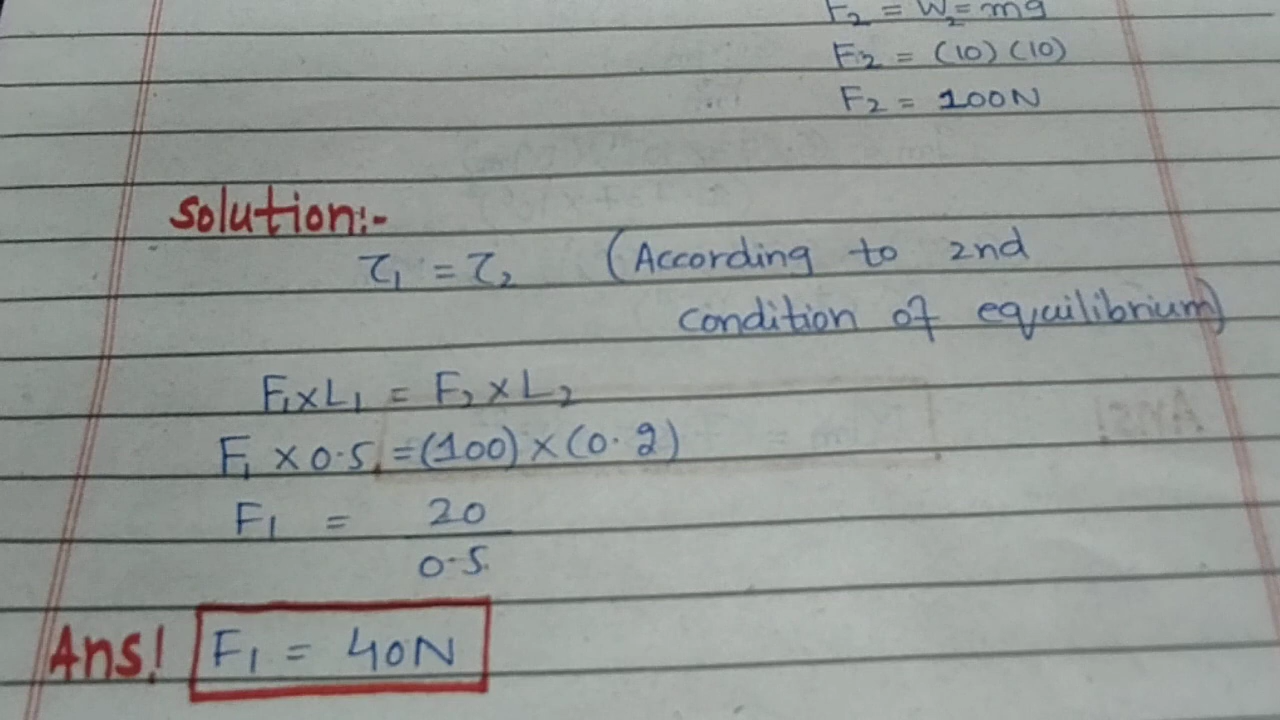 F₂ = W₂ = mg
F₂ = (10) (10)
F₂ = 100N
Solution:-
τ₁ = τ₂ (According to 2nd
condition of equilibrium)
F₁ x L₁ = F₂ x L₂
F₁ x 0.5 = (100) x (0.2)
F₁ = 20
0.5
Ans! F₁ = 40N